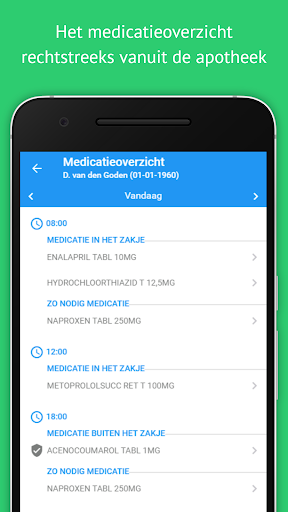 Het medicatieoverzicht
rechtstreeks vanuit de apotheek
Medicatieoverzicht
D. van den Goden (01-01-1960)
Vandaag
08:00
MEDICATIE IN HET ZAKJE
ENALAPRIL TABL 10MG
HYDROCHLOORTHIAZID T 12,5MG
ZO NODIG MEDICATIE
NAPROXEN TABL 250MG
12:00
MEDICATIE IN HET ZAKJE
METOPROLOLSUCC RET T 100MG
18:00
MEDICATIE BUITEN HET ZAKJE
ACENOCOUMAROL TABL 1MG
ZO NODIG MEDICATIE
NAPROXEN TABL 250MG